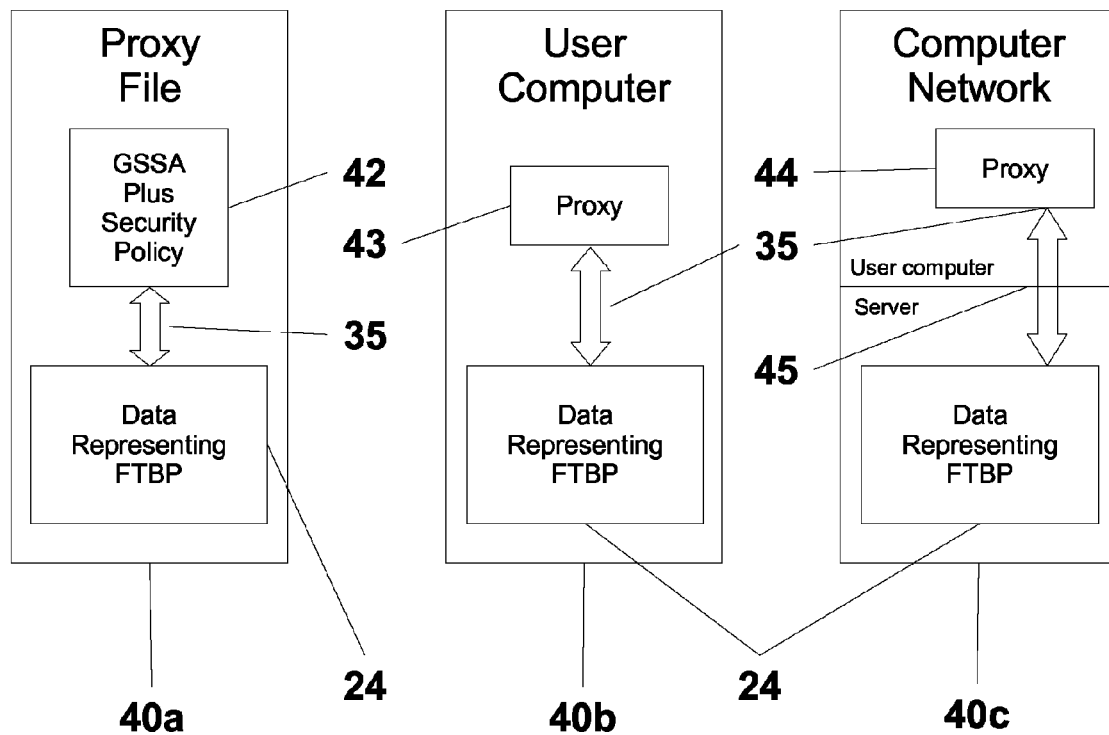 Proxy
File
GSSA
Plus
Security
Policy
Data
Representing
FTBP
42
43
35
24
40a
User
Computer
Proxy
Data
Representing
FTBP
40b
44
35
45
24
Computer
Network
Proxy
User computer
Server
Data
Representing
FTBP
40c